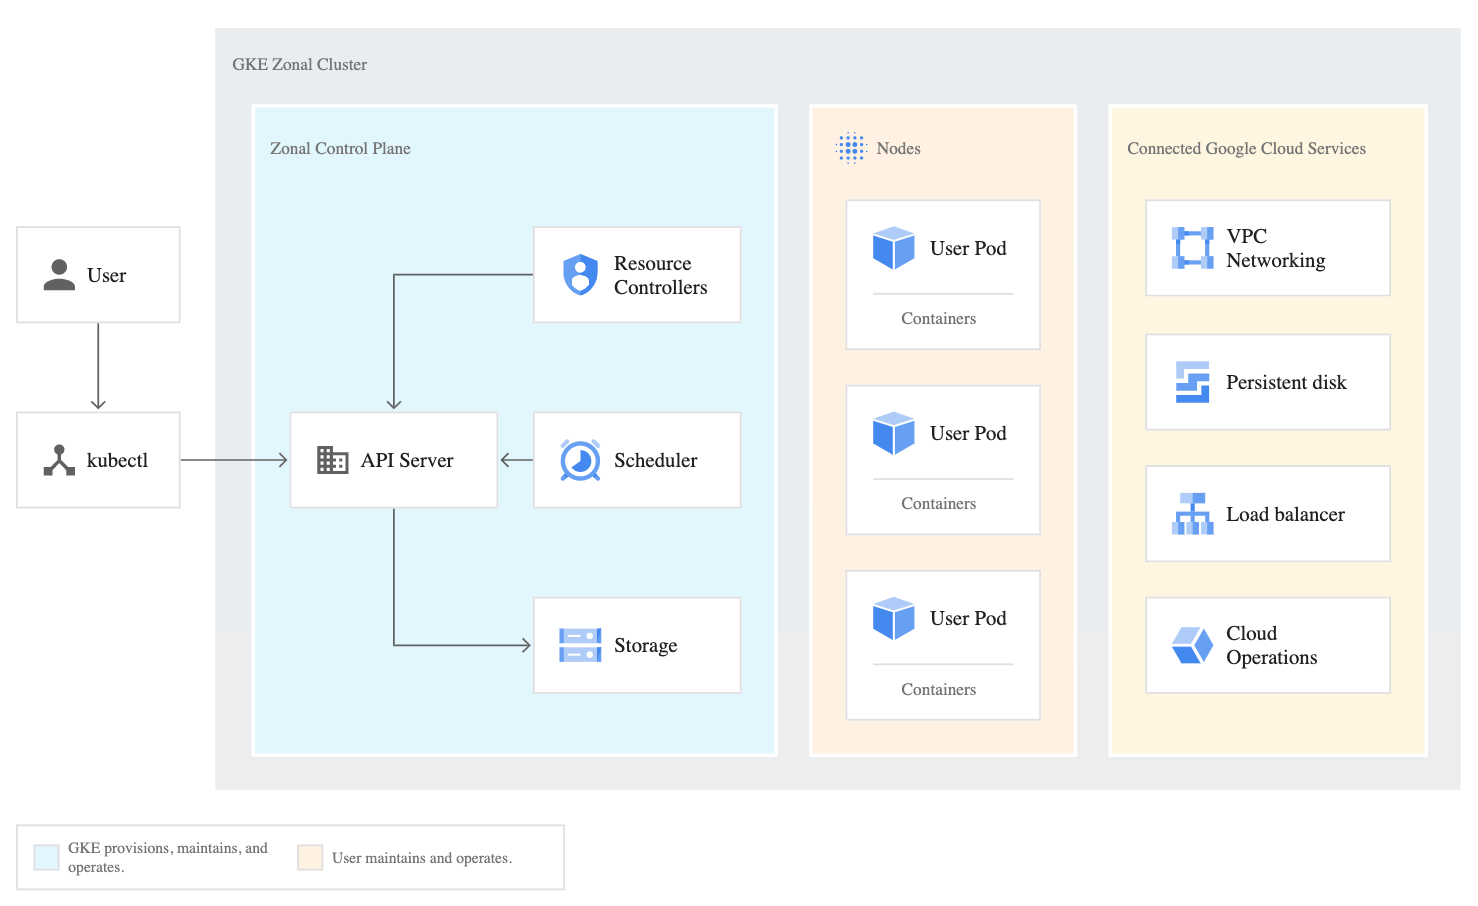 GKE Zonal Cluster
Zonal Control Plane
User
kubectl
Resource
Controllers
API Server
Scheduler
Storage
Nodes
User Pod
Containers
User Pod
Containers
User Pod
Containers
Connected Google Cloud Services
VPC
Networking
Persistent disk
Load balancer
Cloud
Operations
GKE provisions, maintains, and
operates.
User maintains and operates.